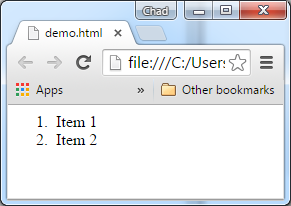 Chad
demo.html
file:///C:/Users
Apps » Other bookmarks
1. Item 1
2. Item 2